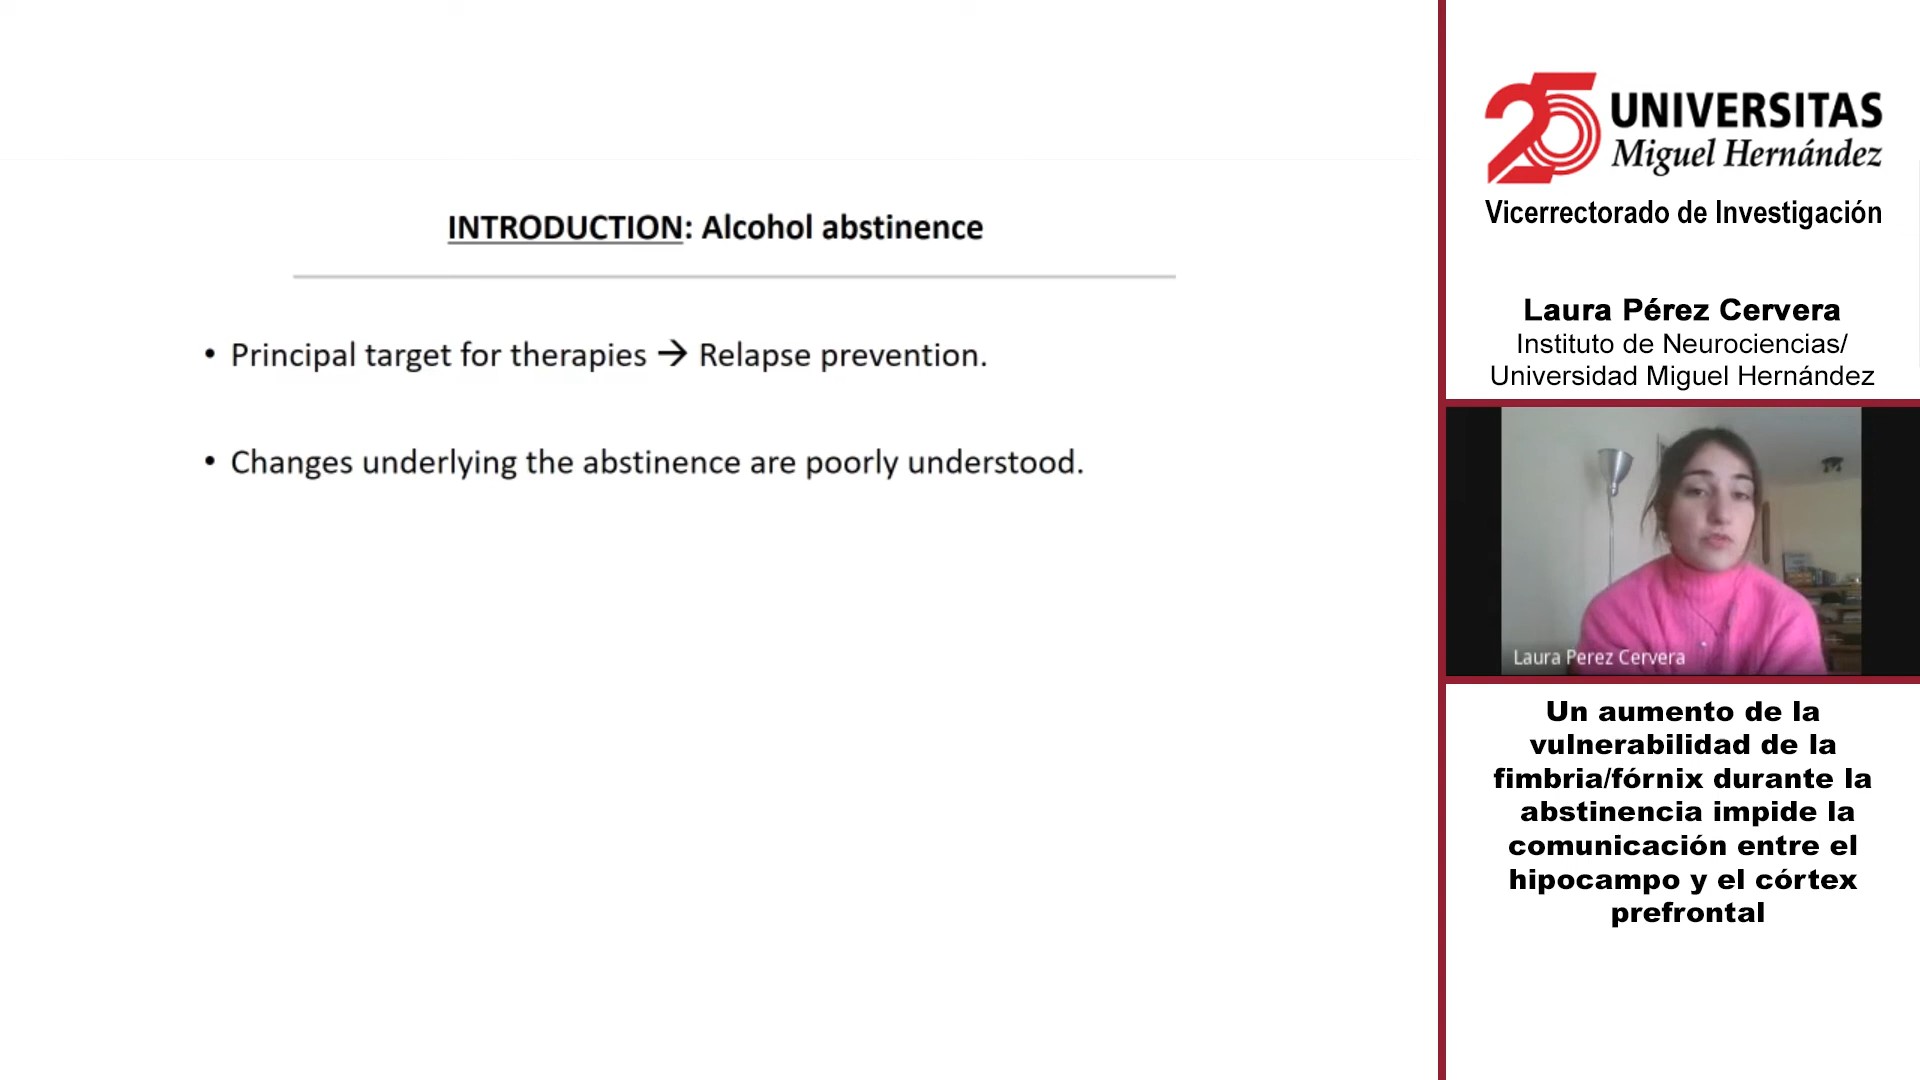 INTRODUCTION: Alcohol abstinence
• Principal target for therapies → Relapse prevention.
• Changes underlying the abstinence are poorly understood.
25 UNIVERSITAS
Miguel Hernández
Vicerrectorado de Investigación
Laura Pérez Cervera
Instituto de Neurociencias/
Universidad Miguel Hernández
Laura Perez Cervera
Un aumento de la
vulnerabilidad de la
fimbria/fórnix durante la
abstinencia impide la
comunicación entre el
hipocampo y el córtex
prefrontal